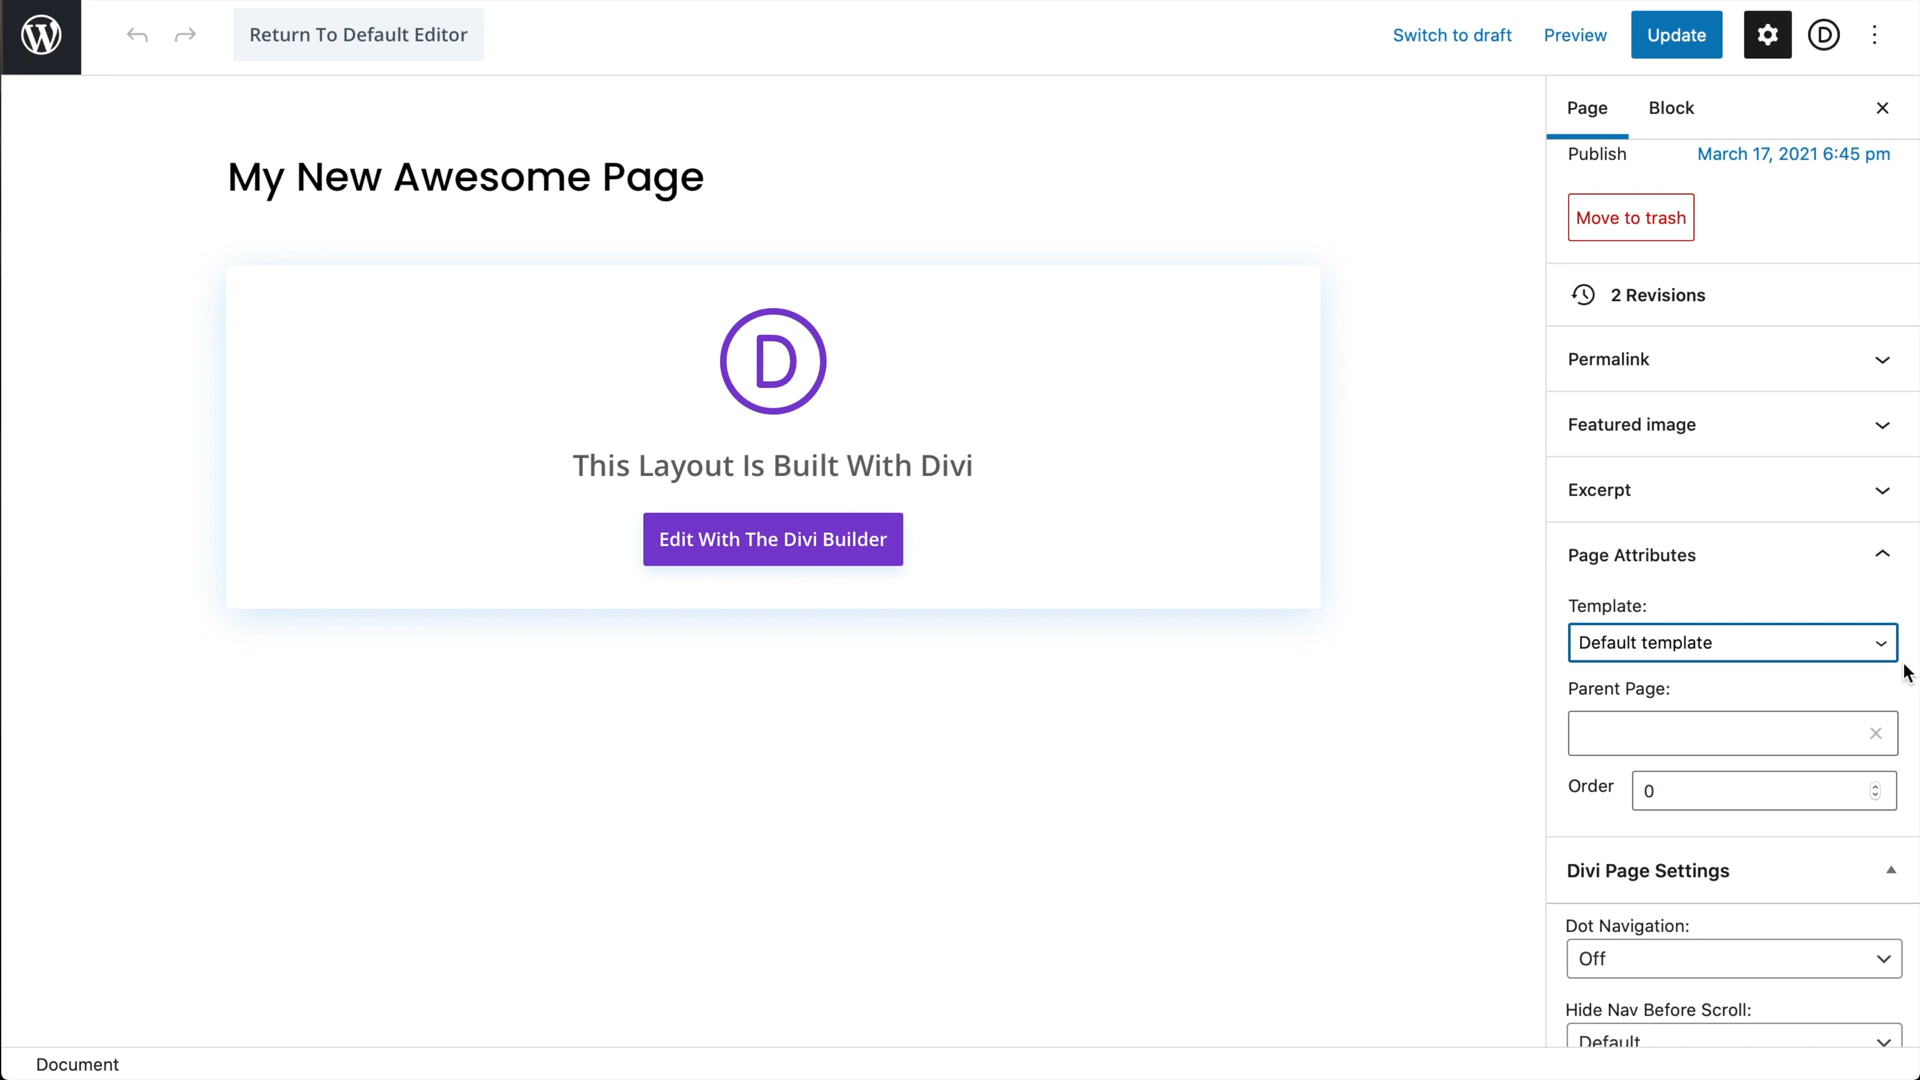 Return To Default Editor
Switch to draft
Preview
Update
D
Page
Block
Publish
March 17, 2021 6:45 pm
Move to trash
My New Awesome Page
2 Revisions
D
Permalink
Featured image
This Layout Is Built With Divi
Excerpt
Edit With The Divi Builder
Page Attributes
Template:
Default template
Parent Page:
Order
0
Divi Page Settings
Dot Navigation:
Off
Hide Nav Before Scroll:
Default
Document